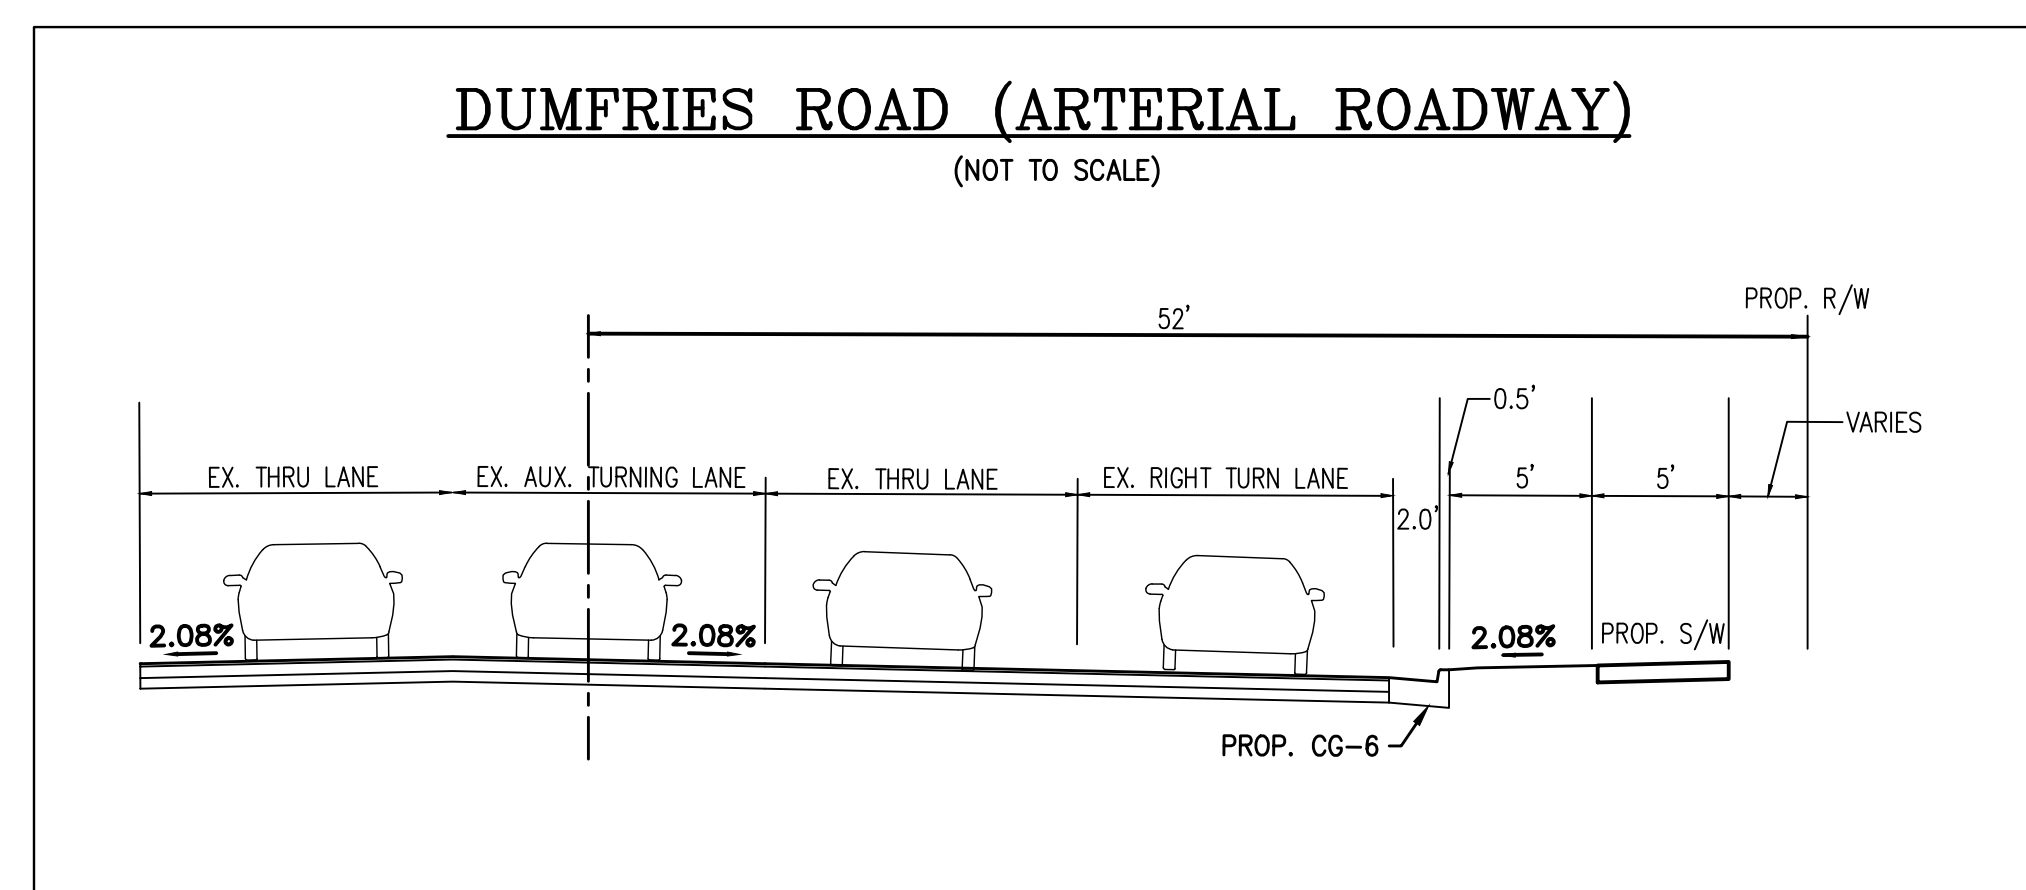 DUMFRIES ROAD (ARTERIAL ROADWAY)
(NOT TO SCALE)
PROP. R/W
52'
0.5'
VARIES
EX. THRU LANE
EX. AUX. TURNING LANE
EX. THRU LANE
EX. RIGHT TURN LANE
5'
5'
2.0'
2.08%
2.08%
2.08%
PROP. S/W
PROP. CG-6